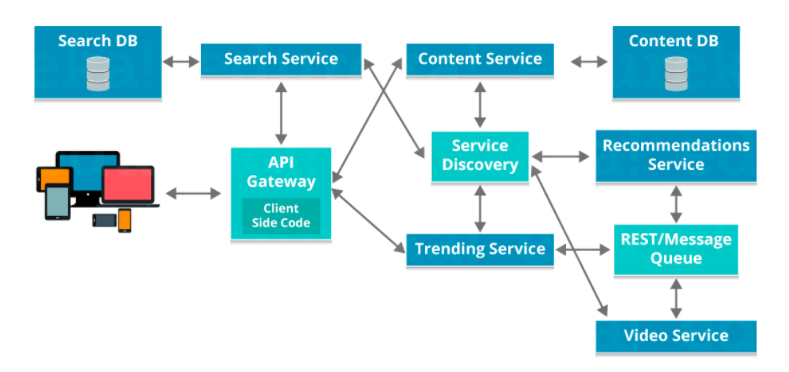 Search DB
Search Service
Content Service
Content DB
API
Gateway
Client
Side Code
Service
Discovery
Recommendations
Service
Trending Service
REST/Message
Queue
Video Service